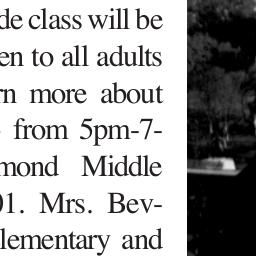 de class will be
en to all adults
rn more about
from 5pm-7-
mond Middle
01. Mrs. Bev-
lementary and